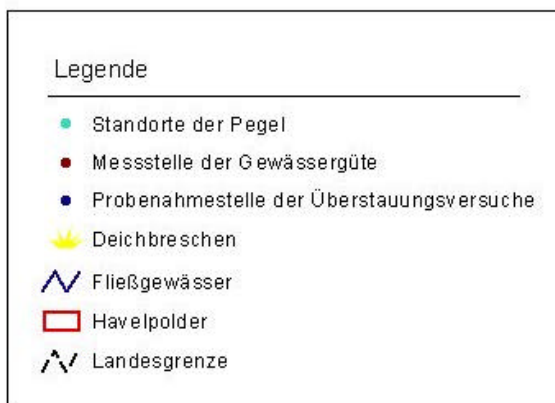 Legende
Standorte der Pegel
Messstelle der Gewässergüte
Probenahmestelle der Überstauungsversuche
Deichbreschen
Fließgewässer
Havelpolder
Landesgrenze